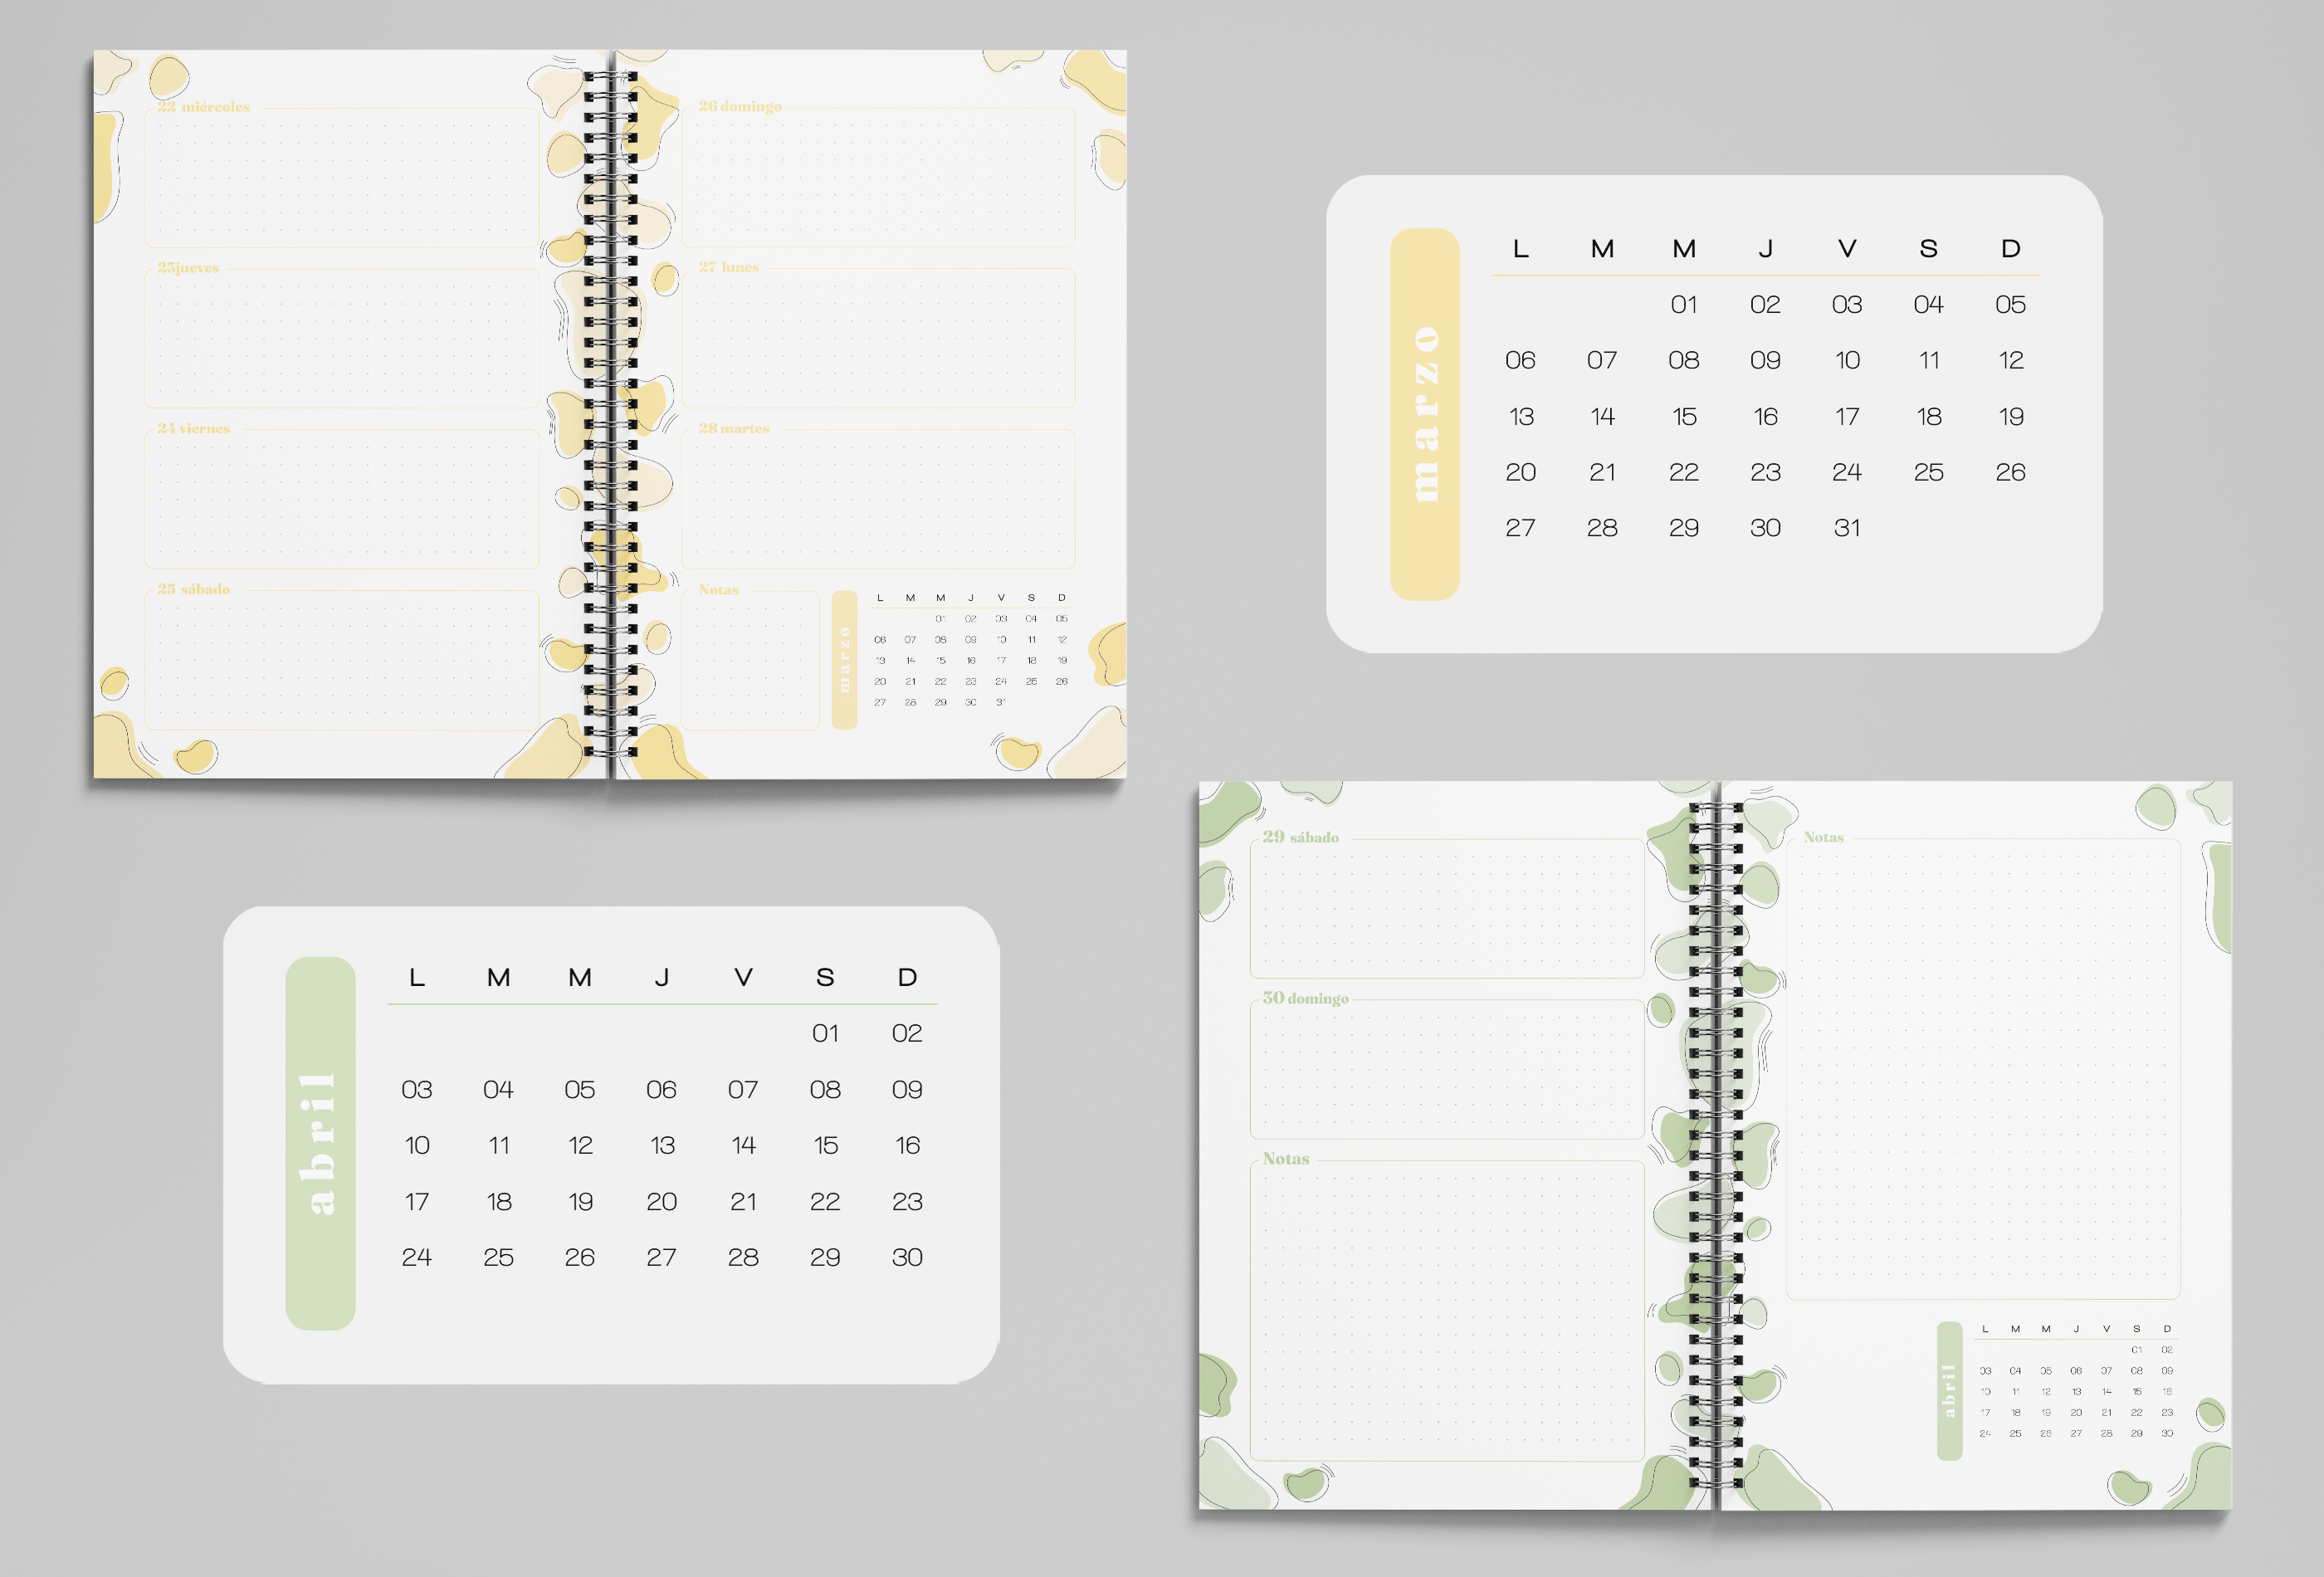 22 miércoles
23jueves
24 viernes
25 sábado
26 domingo
27 lunes
28 martes
Notas
marzo
L M M J V S D
01 02 03 04 05
06 07 08 09 10 11 12
13 14 15 16 17 18 19
20 21 22 23 24 25 26
27 28 29 30 31
marzo
L M M J V S D
01 02 03 04 05
06 07 08 09 10 11 12
13 14 15 16 17 18 19
20 21 22 23 24 25 26
27 28 29 30 31
abril
L M M J V S D
01 02
03 04 05 06 07 08 09
10 11 12 13 14 15 16
17 18 19 20 21 22 23
24 25 26 27 28 29 30
29 sábado
30 domingo
Notas
Notas
abril
L M M J V S D
01 02
03 04 05 06 07 08 09
10 11 12 13 14 15 16
17 18 19 20 21 22 23
24 25 26 27 28 29 30